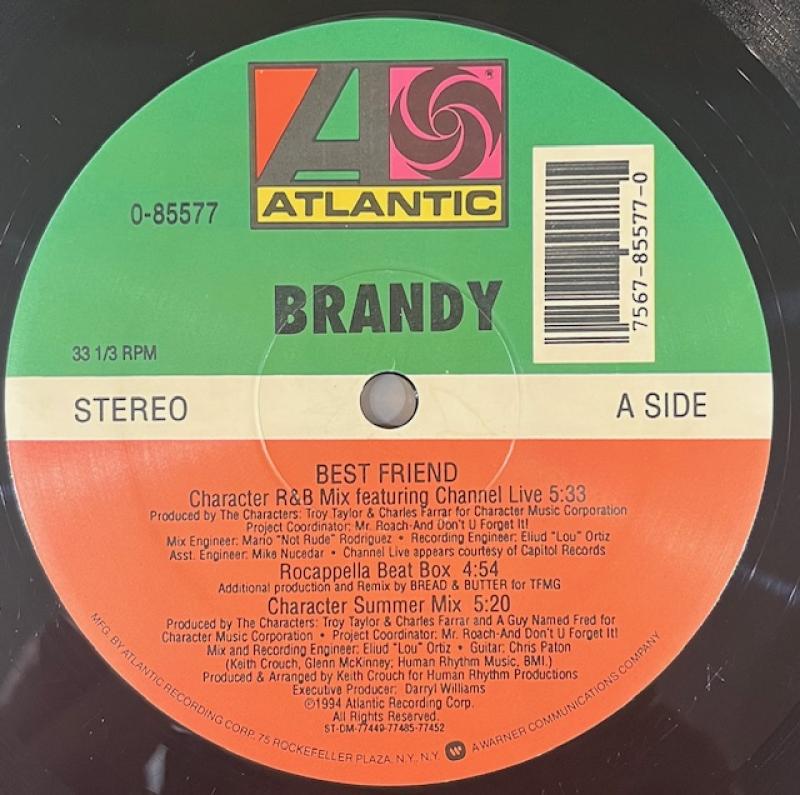 A
®
ATLANTIC
0-85577
7567-85577-0
BRANDY
33 1/3 RPM
STEREO
A SIDE
BEST FRIEND
Character R&B Mix featuring Channel Live 5:33
Produced by The Characters: Troy Taylor & Charles Farrar for Character Music Corporation
Project Coordinator: Mr. Roach-And Don't U Forget It!
Mix Engineer: Mario "Not Rude" Rodriguez • Recording Engineer: Eliud "Lou" Ortiz
Asst. Engineer: Mike Nucedar • Channel Live appears courtesy of Capitol Records
Rocappella Beat Box 4:54
Additional production and Remix by BREAD & BUTTER for TFMG
Character Summer Mix 5:20
Produced by The Characters: Troy Taylor & Charles Farrar and A Guy Named Fred for
Character Music Corporation • Project Coordinator: Mr. Roach-And Don't U Forget It!
Mix and Recording Engineer: Eliud "Lou" Ortiz • Guitar: Chris Paton
(Keith Crouch, Glenn McKinney; Human Rhythm Music, BMI.)
Produced & Arranged by Keith Crouch for Human Rhythm Productions
Executive Producer: Darryl Williams
℗©1994 Atlantic Recording Corp.
All Rights Reserved.
ST-DM-77449-77485-77452
MFG. BY ATLANTIC RECORDING CORP. 75 ROCKEFELLER PLAZA, N.Y., N.Y. A WARNER COMMUNICATIONS COMPANY